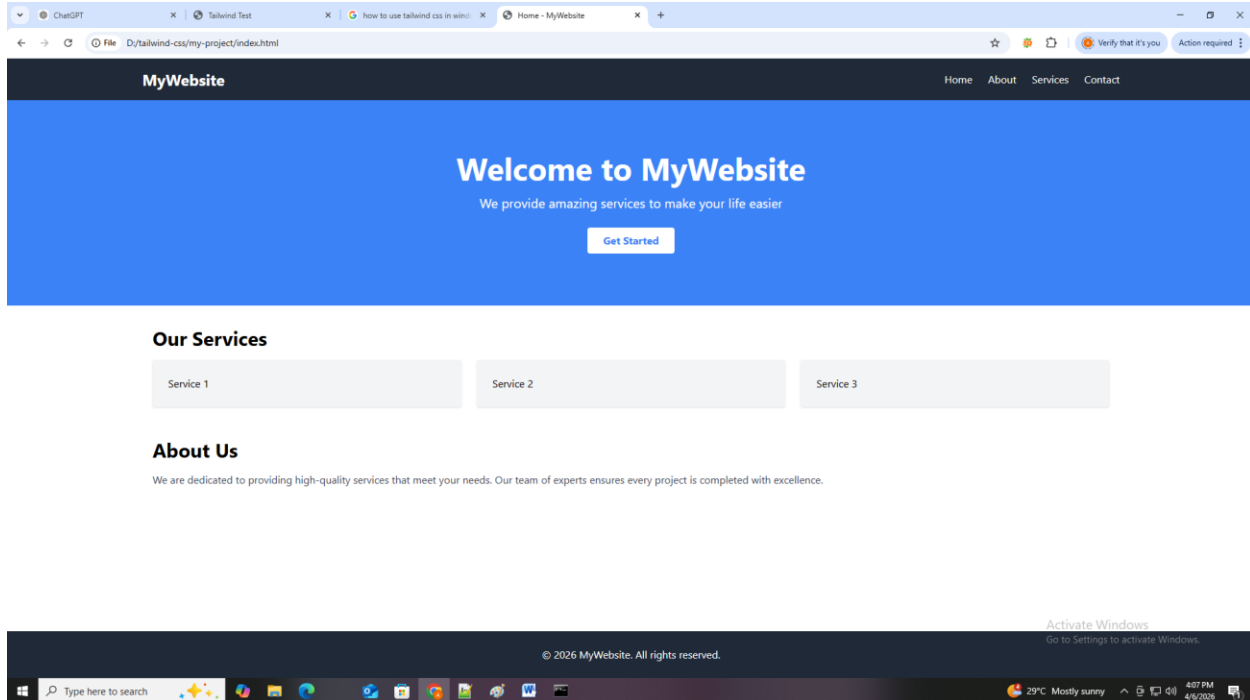 ChatGPT
Tailwind Test
how to use tailwind css in wind
Home - MyWebsite
File D:/tailwind-css/my-project/index.html
Verify that it's you
Action required
MyWebsite
Home About Services Contact
Welcome to MyWebsite
We provide amazing services to make your life easier
Get Started
Our Services
Service 1
Service 2
Service 3
About Us
We are dedicated to providing high-quality services that meet your needs. Our team of experts ensures every project is completed with excellence.
Activate Windows
Go to Settings to activate Windows.
© 2026 MyWebsite. All rights reserved.
Type here to search
29°C Mostly sunny
4:07 PM
4/6/2026